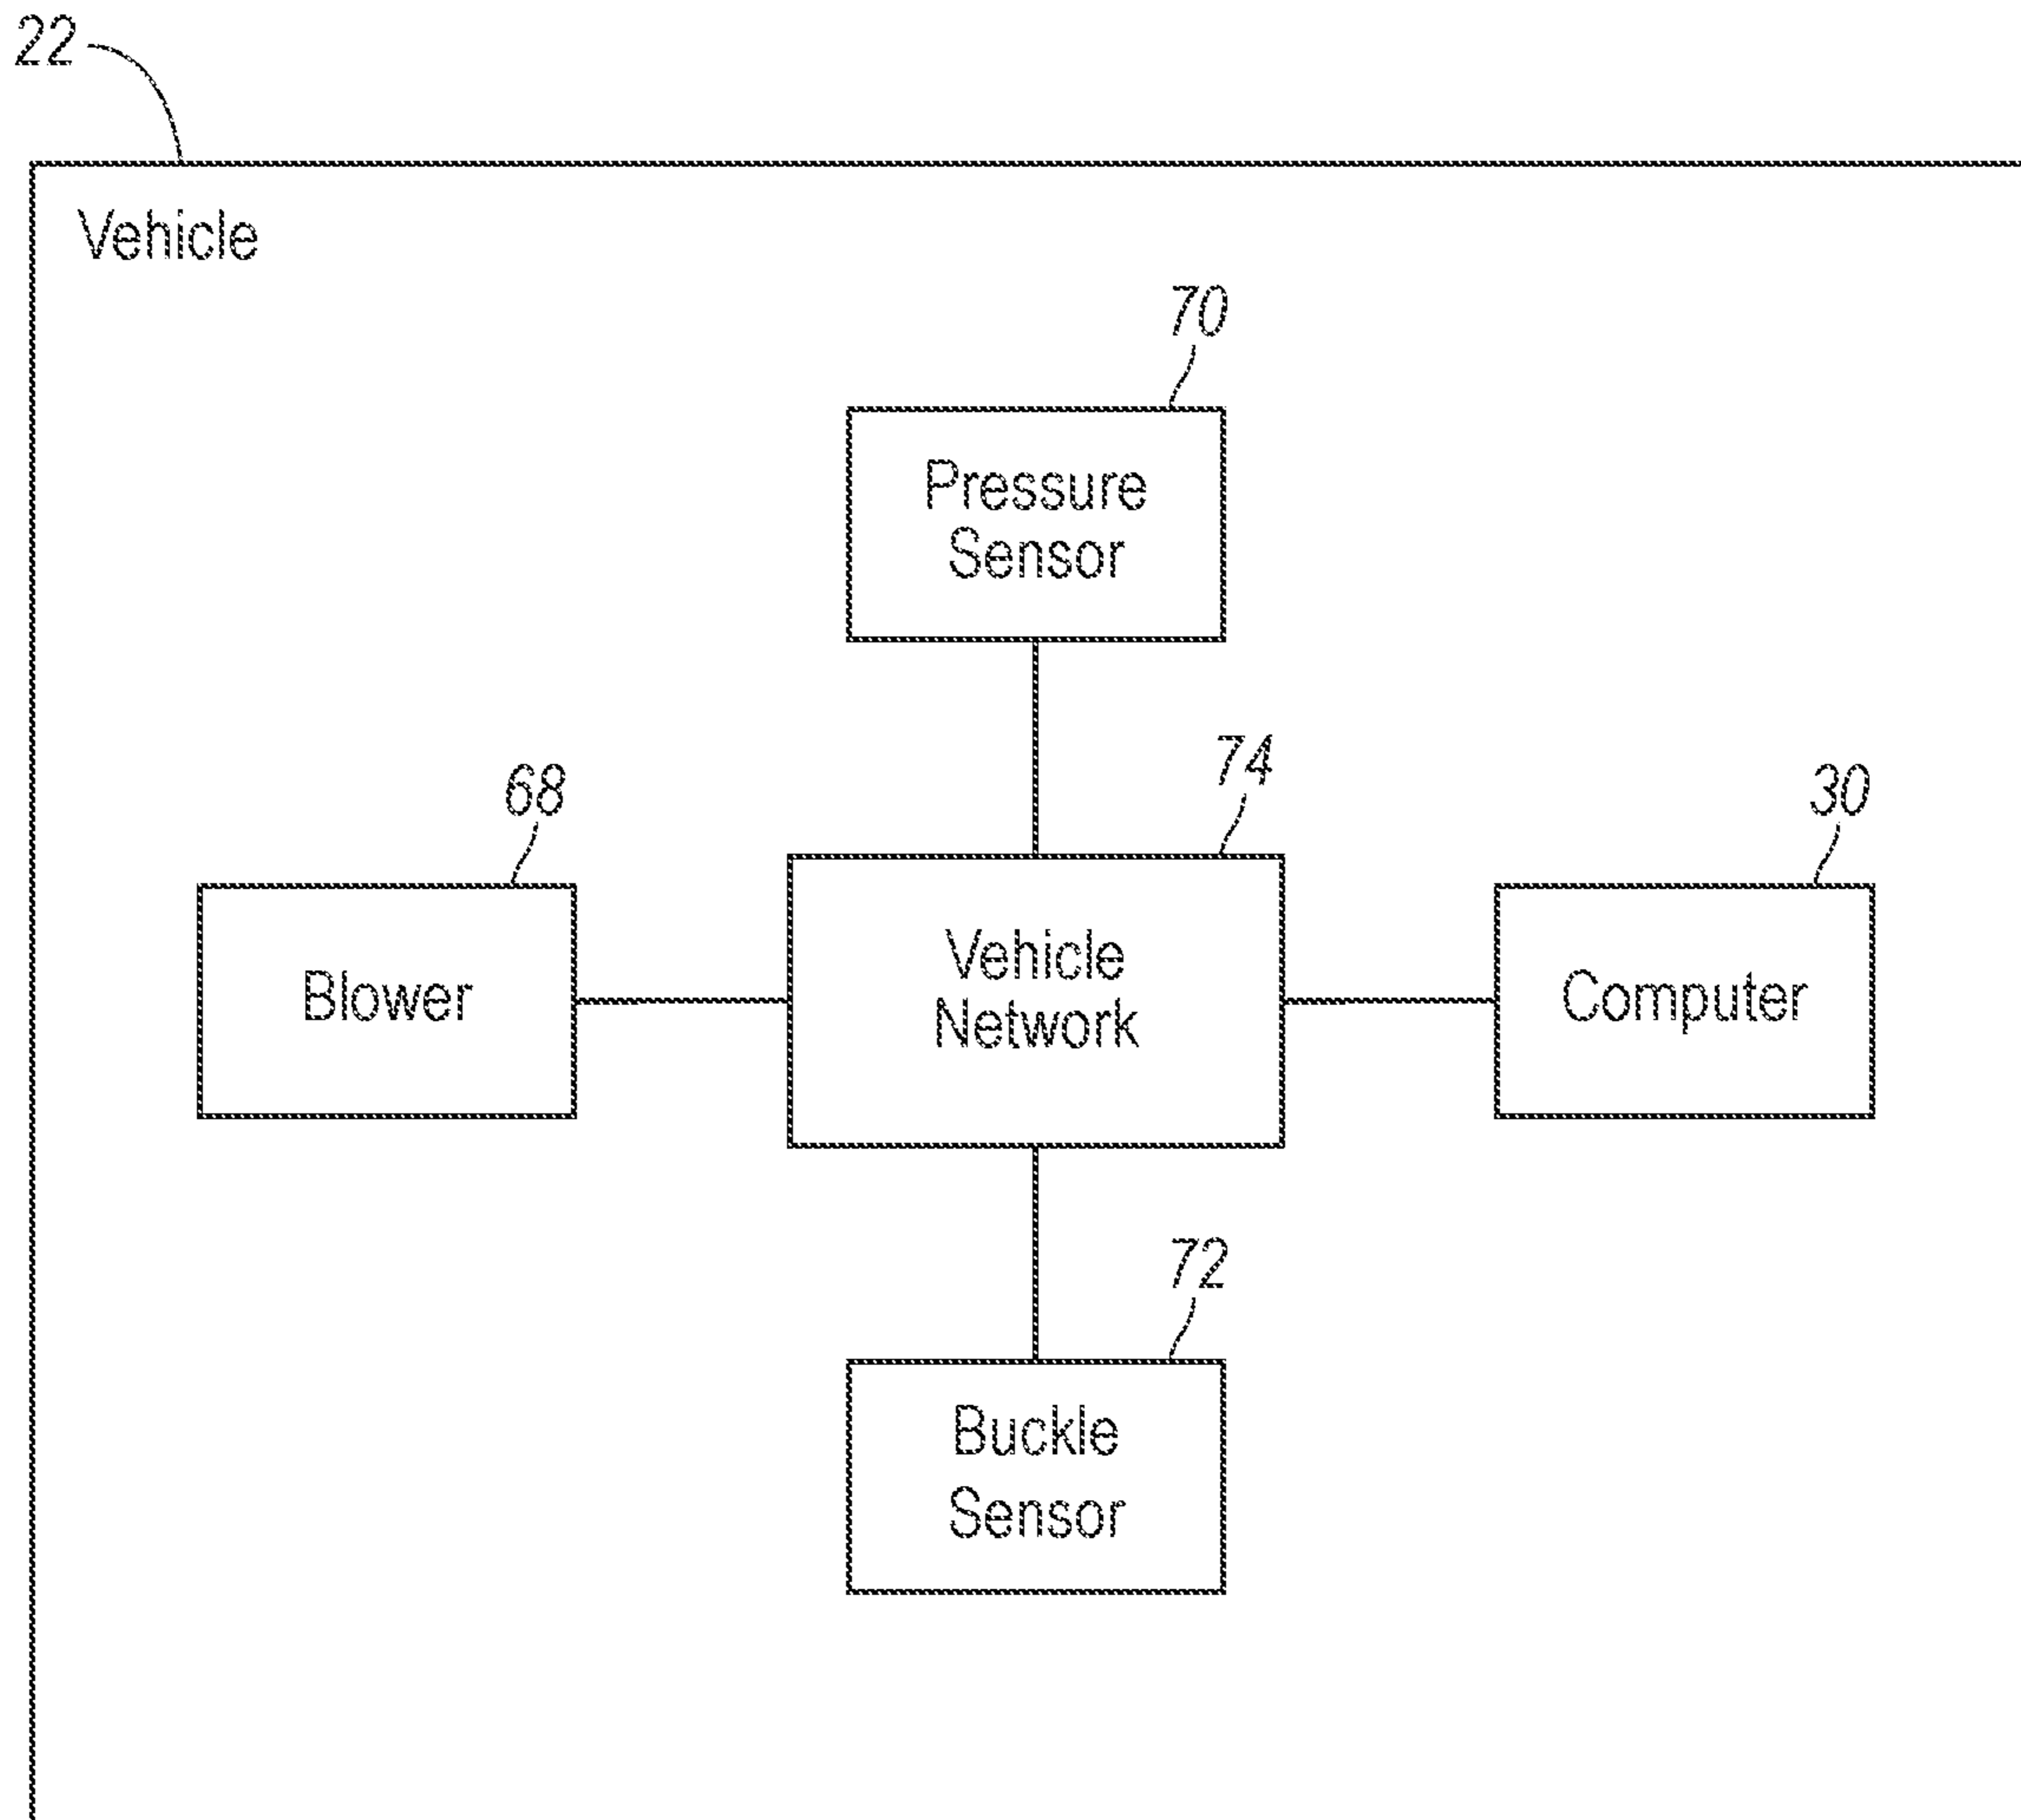 22
Vehicle
70
Pressure
Sensor
74
68
30
Vehicle
Network
Blower
Computer
72
Buckle
Sensor